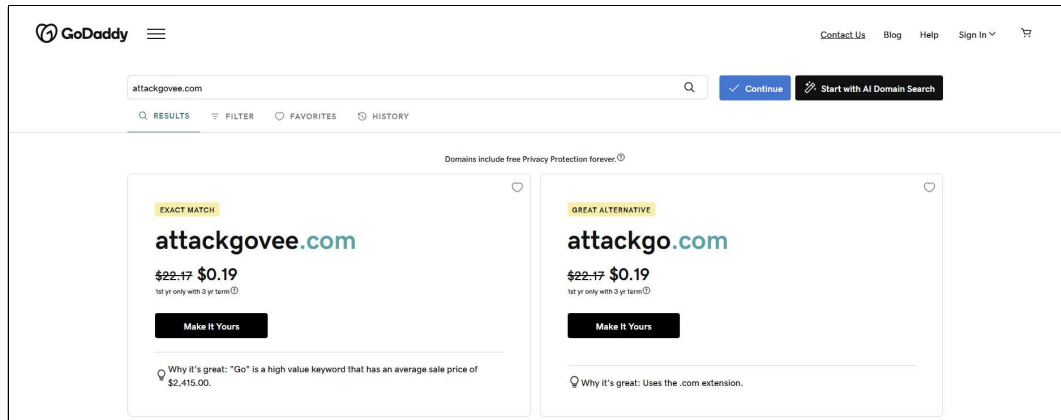 GoDaddy
Contact Us Blog Help Sign In
attackgovee.com
Continue
Start with AI Domain Search
RESULTS FILTER FAVORITES HISTORY
Domains include free Privacy Protection forever.
EXACT MATCH
attackgovee.com
$22.17 $0.19
1st yr only with 3 yr term
Make It Yours
Why it's great: "Go" is a high value keyword that has an average sale price of
$2,415.00.
GREAT ALTERNATIVE
attackgo.com
$22.17 $0.19
1st yr only with 3 yr term
Make It Yours
Why it's great: Uses the .com extension.